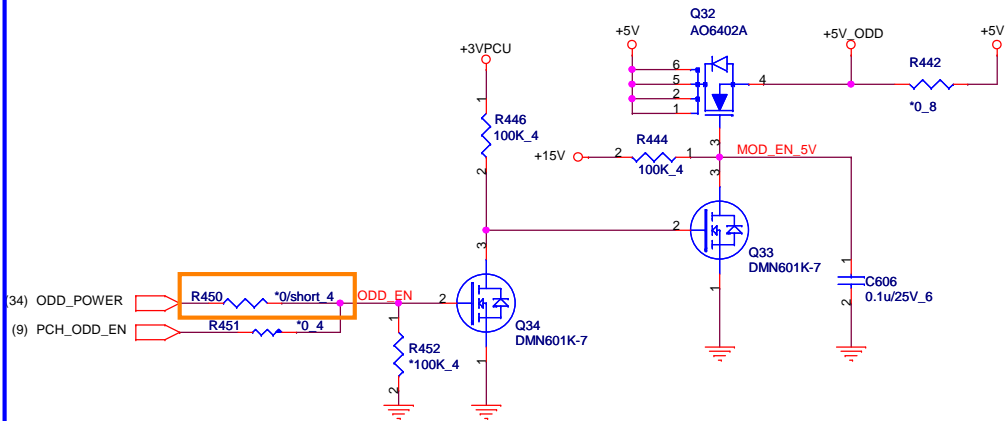 Q32
AO6402A
+5V
+5V_ODD
+5V
+3VPCU
6
5
2
1
4
R442
*0_8
1
R446
100K_4
2
3
R444
+15V
2
1
100K_4
MOD_EN_5V
3
2
Q33
DMN601K-7
1
1
C606
0.1u/25V_6
2
3
(34) ODD_POWER
R450
*0/short_4
ODD_EN
2
Q34
DMN601K-7
1
(9) PCH_ODD_EN
R451
*0_4
1
R452
*100K_4
2